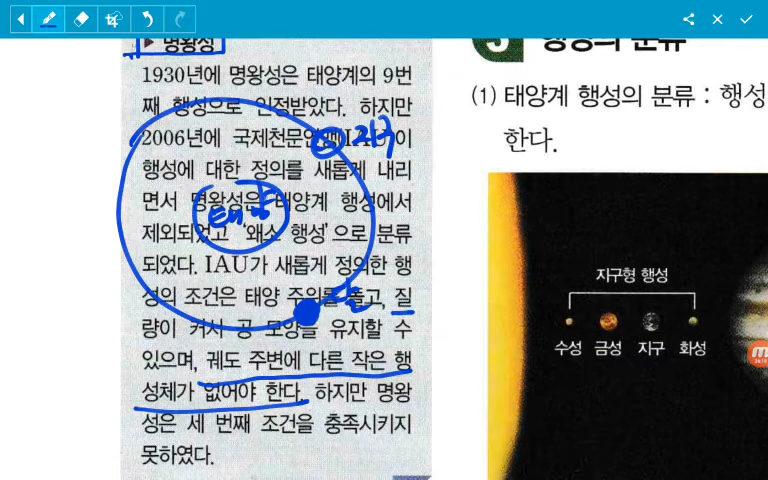 ▶ 명왕성
1930년에 명왕성은 태양계의 9번
째 행성으로 인정받았다. 하지만
2006년에 국제천문연맹(IAU)이
행성에 대한 정의를 새롭게 내리
면서 명왕성은 태양계 행성에서
제외되었고 '왜소 행성'으로 분류
되었다. IAU가 새롭게 정의한 행
성의 조건은 태양 주위를 돌고, 질
량이 커서 공 모양을 유지할 수
있으며, 궤도 주변에 다른 작은 행
성체가 없어야 한다. 하지만 명왕
성은 세 번째 조건을 충족시키지
못하였다.
태양
지구
3 행성의 분류
(1) 태양계 행성의 분류 : 행성
한다.
지구형 행성
수성 금성 지구 화성